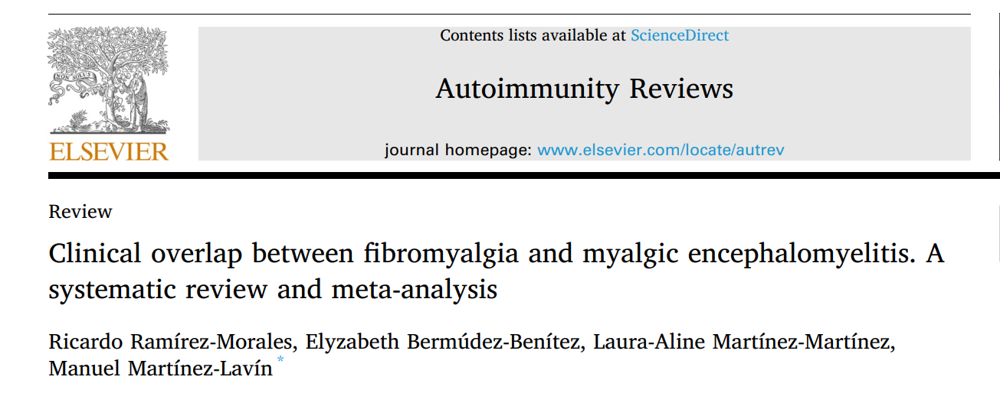 Contents lists available at ScienceDirect
NON SOLUS
Autoimmunity Reviews
ELSEVIER
journal homepage: www.elsevier.com/locate/autrev
Review
Clinical overlap between fibromyalgia and myalgic encephalomyelitis. A
systematic review and meta-analysis
Ricardo Ramírez-Morales, Elyzabeth Bermúdez-Benítez, Laura-Aline Martínez-Martínez,
Manuel Martínez-Lavín *